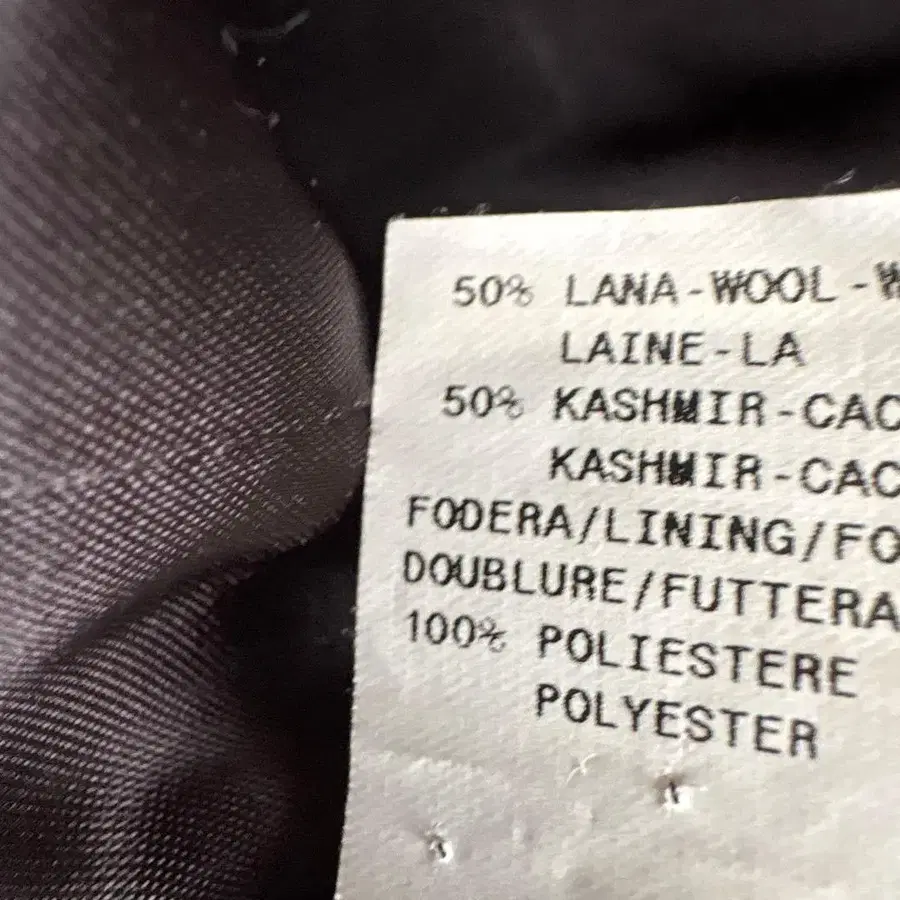 50% LANA-WOOL-W
LAINE-LA
50% KASHMIR-CAC
KASHMIR-CAC
FODERA/LINING/FO
DOUBLURE/FUTTERA
100% POLIESTERE
POLYESTER